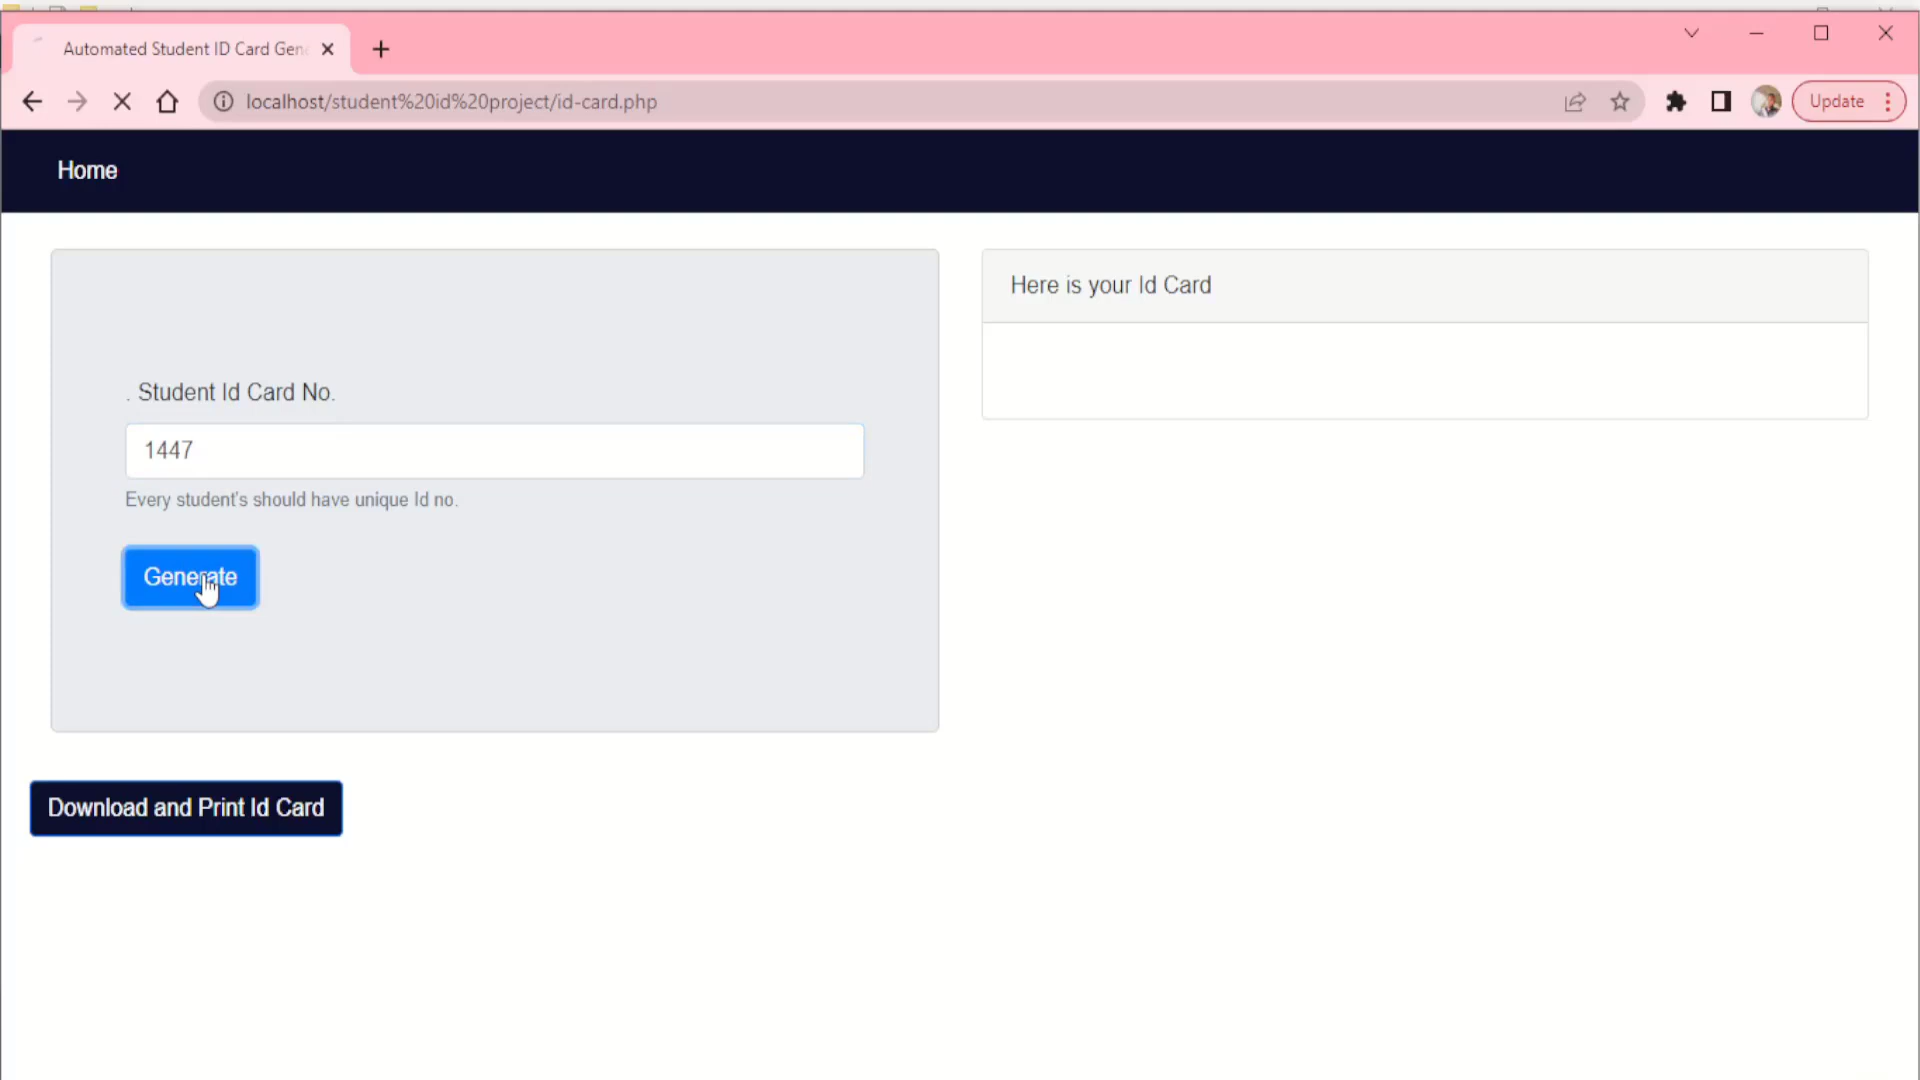 Automated Student ID Card Gen
localhost/student%20id%20project/id-card.php
Update
Home
. Student Id Card No.
1447
Every student's should have unique Id no.
Generate
Here is your Id Card
Download and Print Id Card